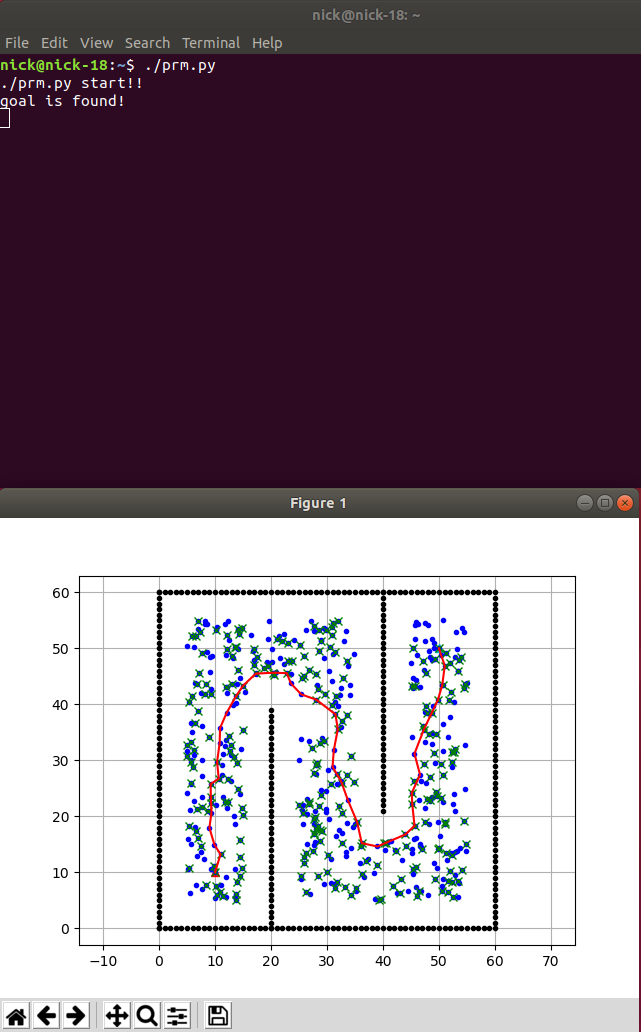 nick@nick-18: ~
File Edit View Search Terminal Help
nick@nick-18:~$ ./prm.py
./prm.py start!!
goal is found!
Figure 1
60
50
40
30
20
10
0
−10 0 10 20 30 40 50 60 70